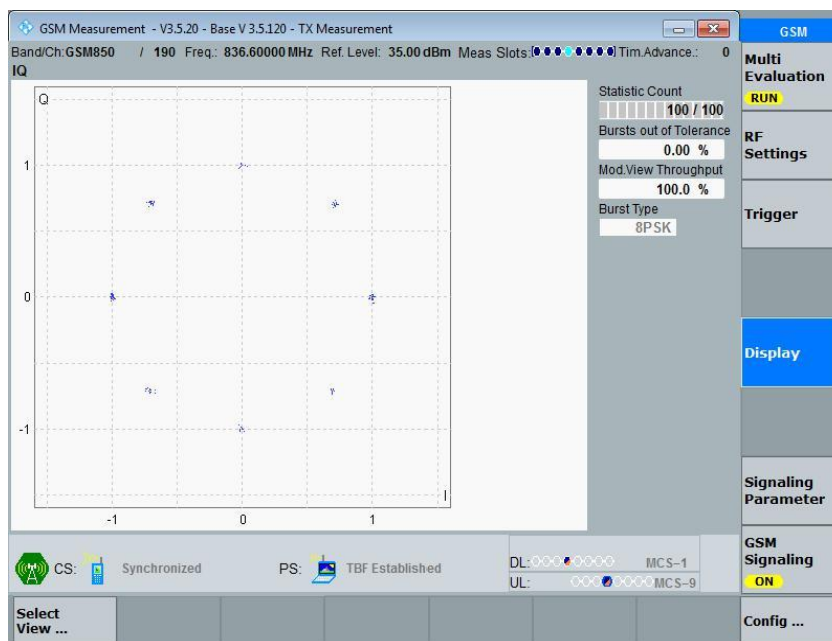 GSM Measurement - V3.5.20 - Base V 3.5.120 - TX Measurement
GSM
Band/Ch: GSM850 / 190 Freq.: 836.60000 MHz Ref. Level: 35.00 dBm Meas Slots: Tim.Advance.: 0
IQ
Multi
Evaluation
RUN
Q
Statistic Count
100 / 100
Bursts out of Tolerance
0.00 %
Mod.View Throughput
100.0 %
Burst Type
8PSK
RF
Settings
Trigger
Display
1
0
-1
I
-1 0 1
Signaling
Parameter
GSM
Signaling
ON
CS: Synchronized PS: TBF Established
DL: MCS-1
UL: MCS-9
Select
View ...
Config ...